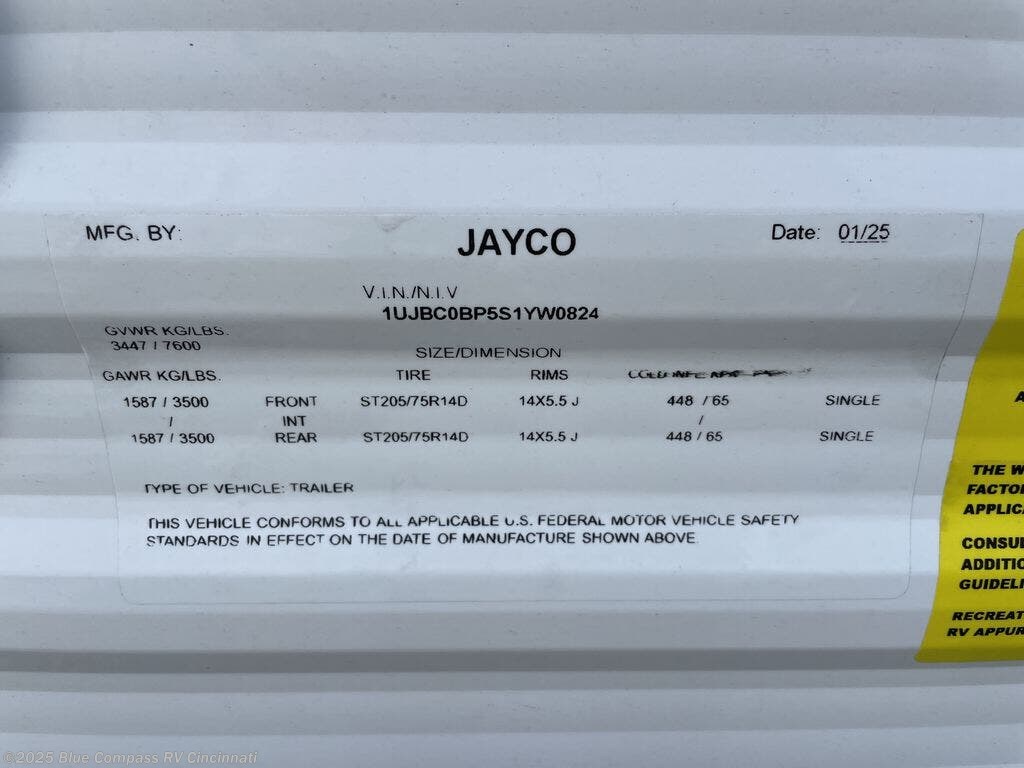 MFG. BY: JAYCO Date: 01/25
V.I.N./N.I.V
1UJBC0BP5S1YW0824
GVWR KG/LBS.
3447 / 7600
SIZE/DIMENSION
GAWR KG/LBS. TIRE RIMS
1587 / 3500 FRONT ST205/75R14D 14X5.5 J 448 / 65 SINGLE
/ INT /
1587 / 3500 REAR ST205/75R14D 14X5.5 J 448 / 65 SINGLE
TYPE OF VEHICLE: TRAILER
THIS VEHICLE CONFORMS TO ALL APPLICABLE U.S. FEDERAL MOTOR VEHICLE SAFETY
STANDARDS IN EFFECT ON THE DATE OF MANUFACTURE SHOWN ABOVE.
A
THE W
FACTO
APPLICA
CONSUL
ADDITIO
GUIDELI
RECREAT
RV APPUR
©2025 Blue Compass RV Cincinnati